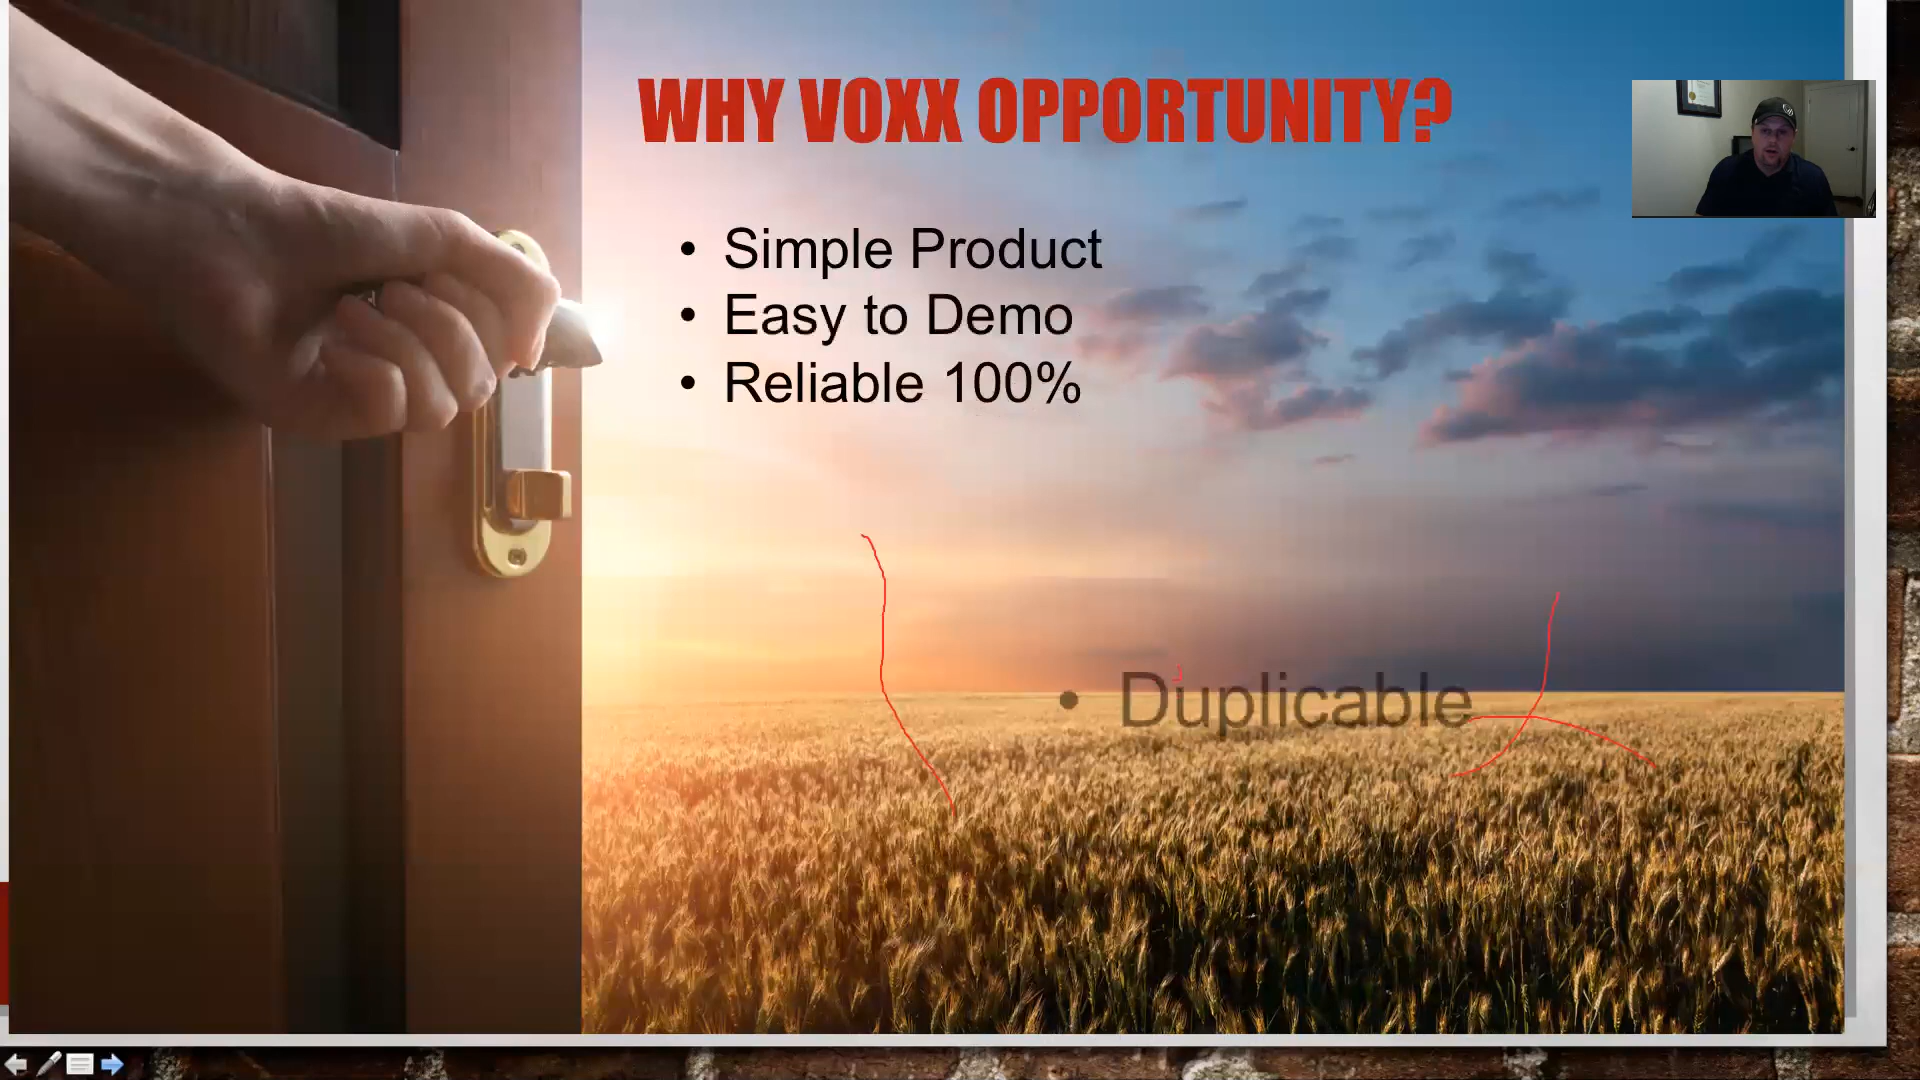 WHY VOXX OPPORTUNITY?
• Simple Product
• Easy to Demo
• Reliable 100%
• Duplicable